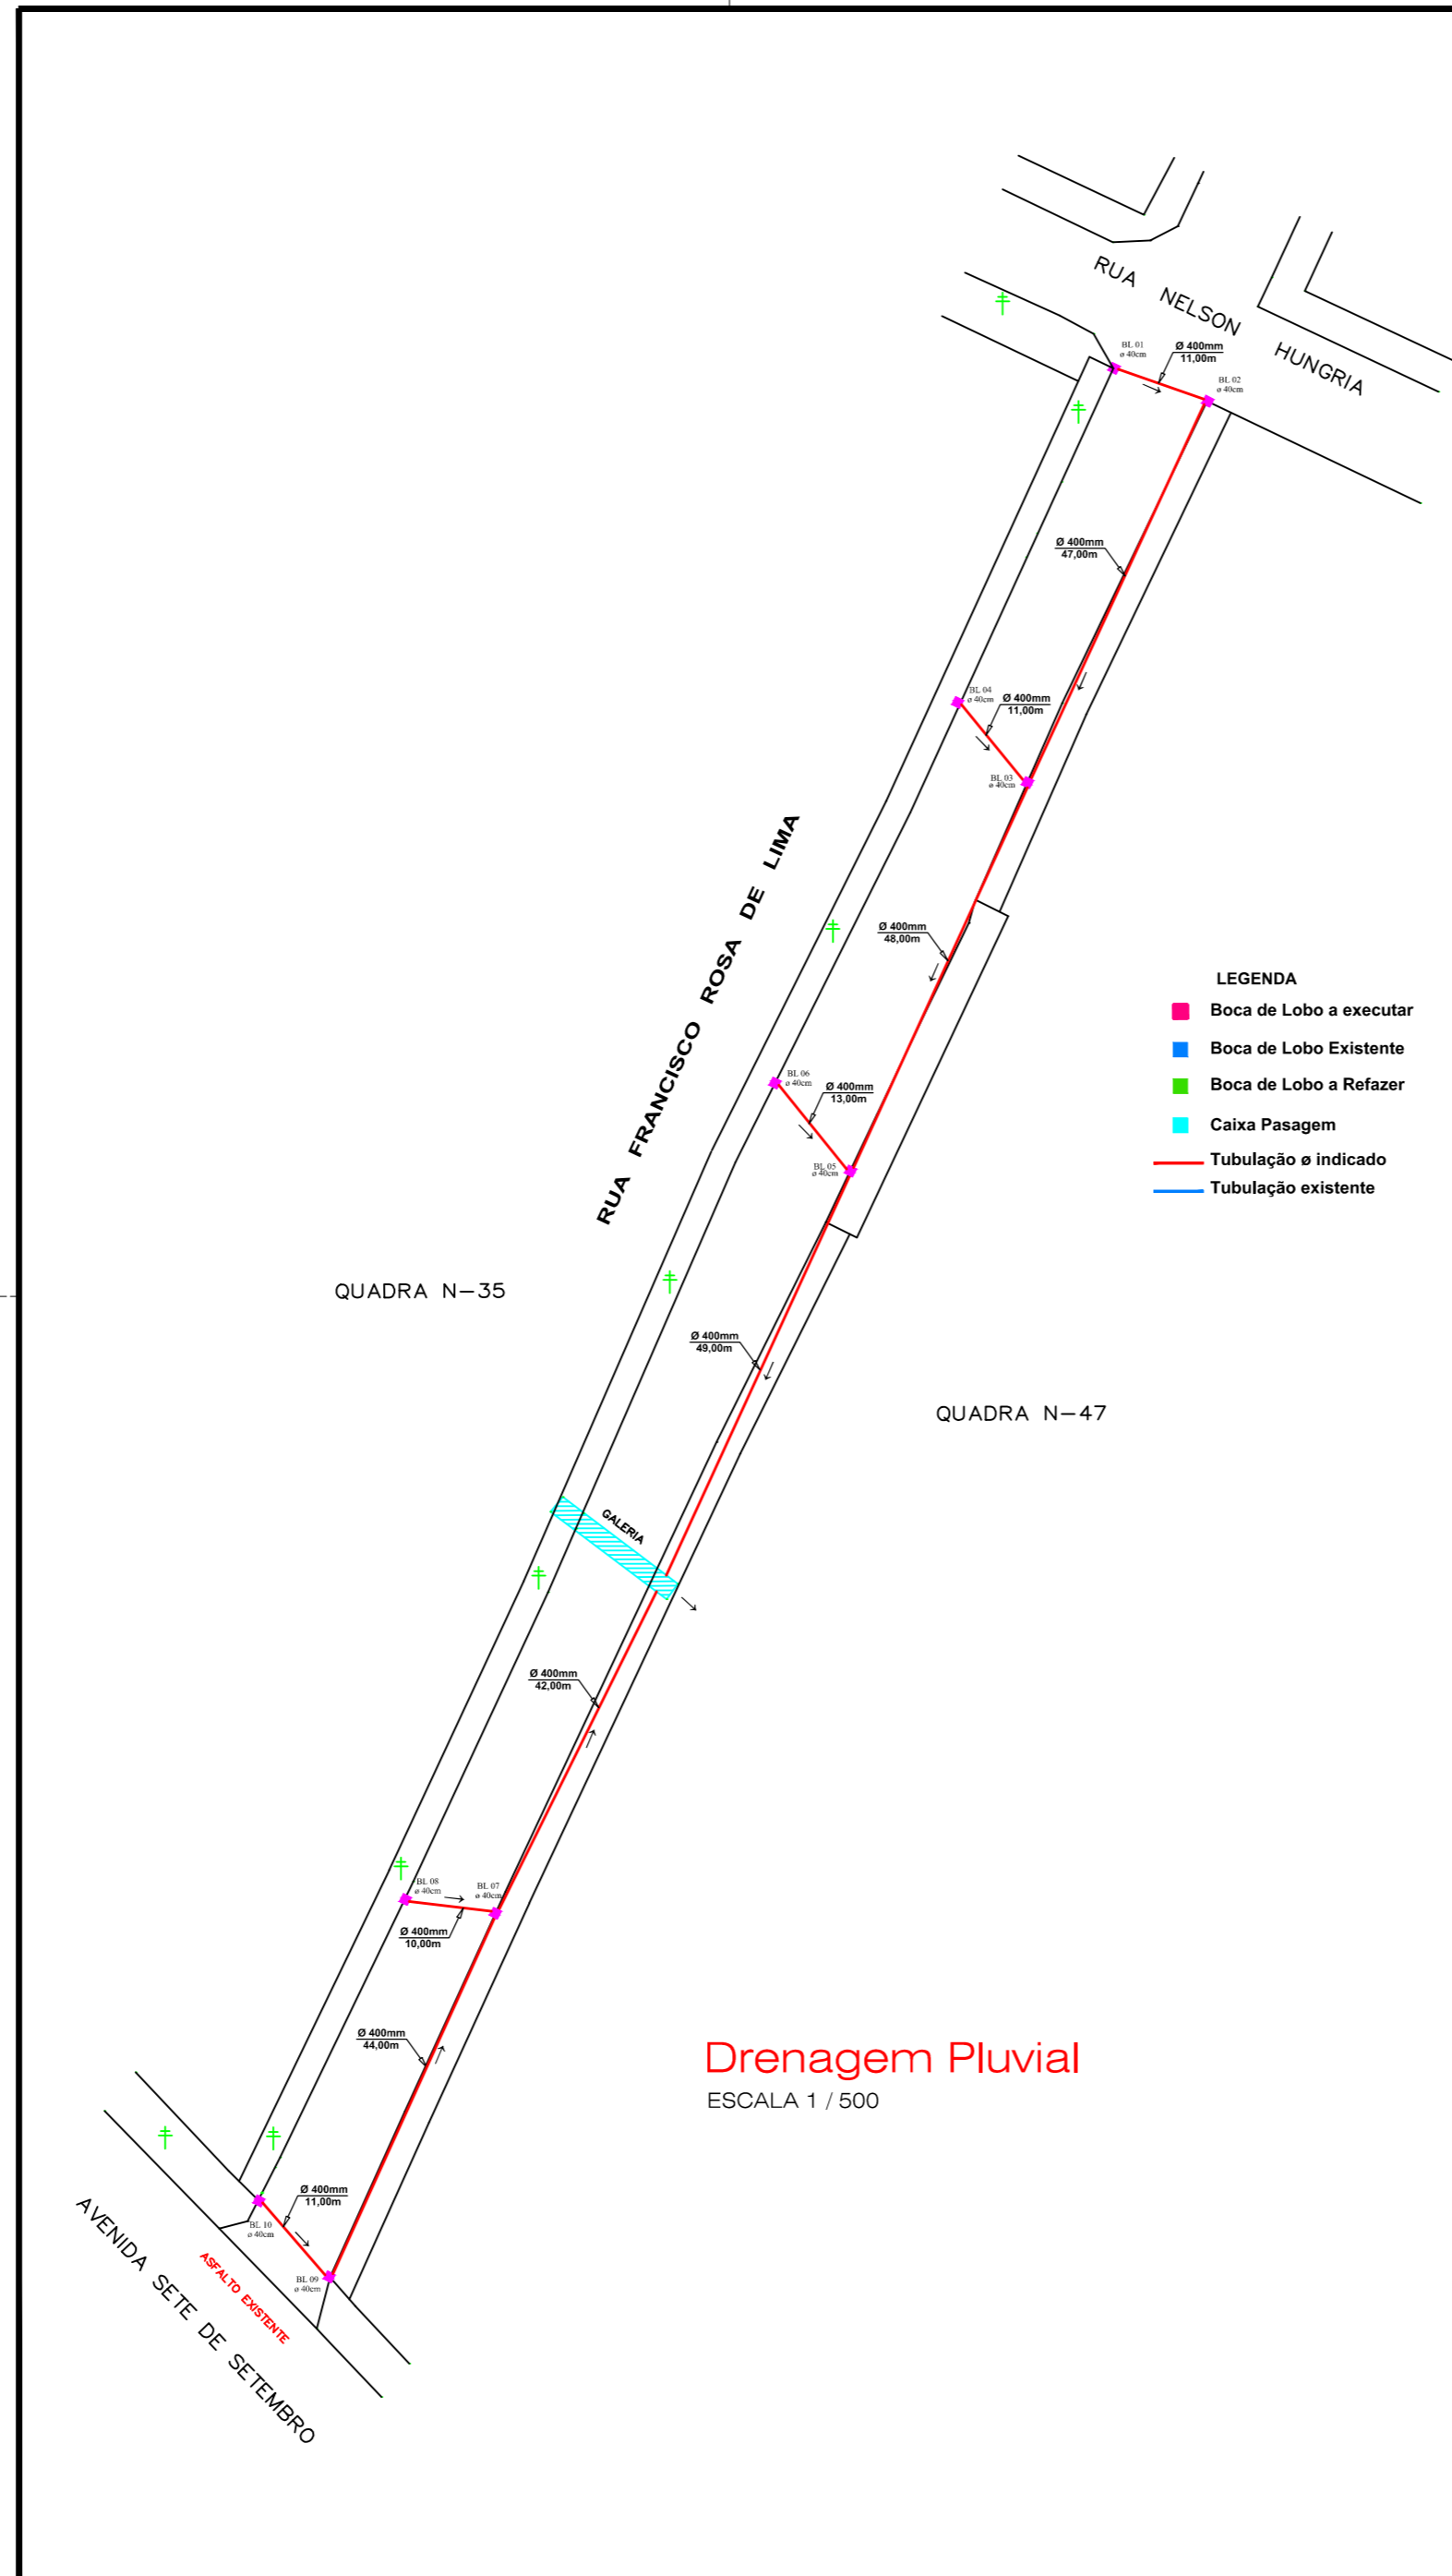 RUA NELSON HUNGRIA
BL 01
ø 40cm
Ø 400mm
11,00m
BL 02
ø 40cm
Ø 400mm
47,00m
BL 04
ø 40cm
Ø 400mm
11,00m
BL 03
ø 40cm
RUA FRANCISCO ROSA DE LIMA
Ø 400mm
48,00m
LEGENDA
Boca de Lobo a executar
Boca de Lobo Existente
Boca de Lobo a Refazer
Caixa Pasagem
Tubulação ø indicado
Tubulação existente
BL 06
ø 40cm
Ø 400mm
13,00m
BL 05
ø 40cm
QUADRA N-35
Ø 400mm
49,00m
QUADRA N-47
GALERIA
Ø 400mm
42,00m
BL 08
ø 40cm
BL 07
ø 40cm
Ø 400mm
10,00m
Ø 400mm
44,00m
Drenagem Pluvial
ESCALA 1 / 500
Ø 400mm
11,00m
BL 10
ø 40cm
BL 09
ø 40cm
ASFALTO EXISTENTE
AVENIDA SETE DE SETEMBRO